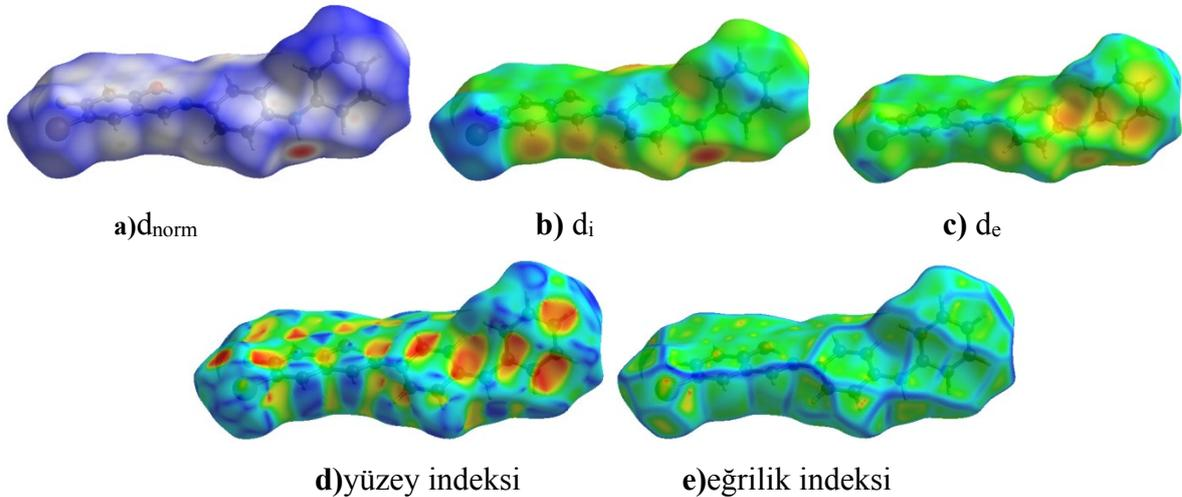 a)dnorm
b) di
c) de
d)yüzey indeksi
e)eğrilik indeksi